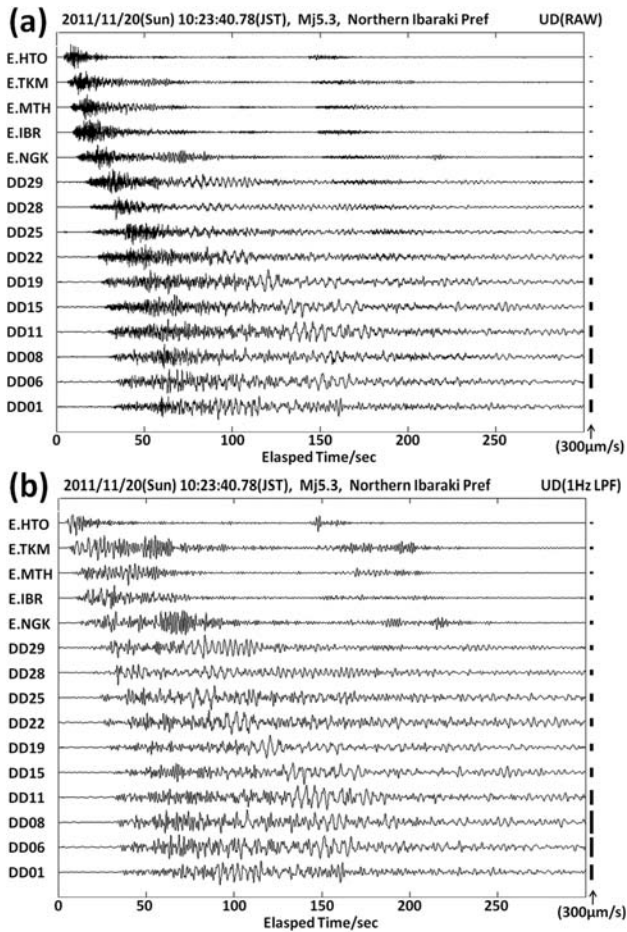 (a) 2011/11/20(Sun) 10:23:40.78(JST), Mj5.3, Northern Ibaraki Pref UD(RAW)
E.HTO
E.TKM
E.MTH
E.IBR
E.NGK
DD29
DD28
DD25
DD22
DD19
DD15
DD11
DD08
DD06
DD01
0 50 100 150 200 250
Elasped Time/sec
(300μm/s)
(b) 2011/11/20(Sun) 10:23:40.78(JST), Mj5.3, Northern Ibaraki Pref UD(1Hz LPF)
E.HTO
E.TKM
E.MTH
E.IBR
E.NGK
DD29
DD28
DD25
DD22
DD19
DD15
DD11
DD08
DD06
DD01
0 50 100 150 200 250
Elasped Time/sec
(300μm/s)